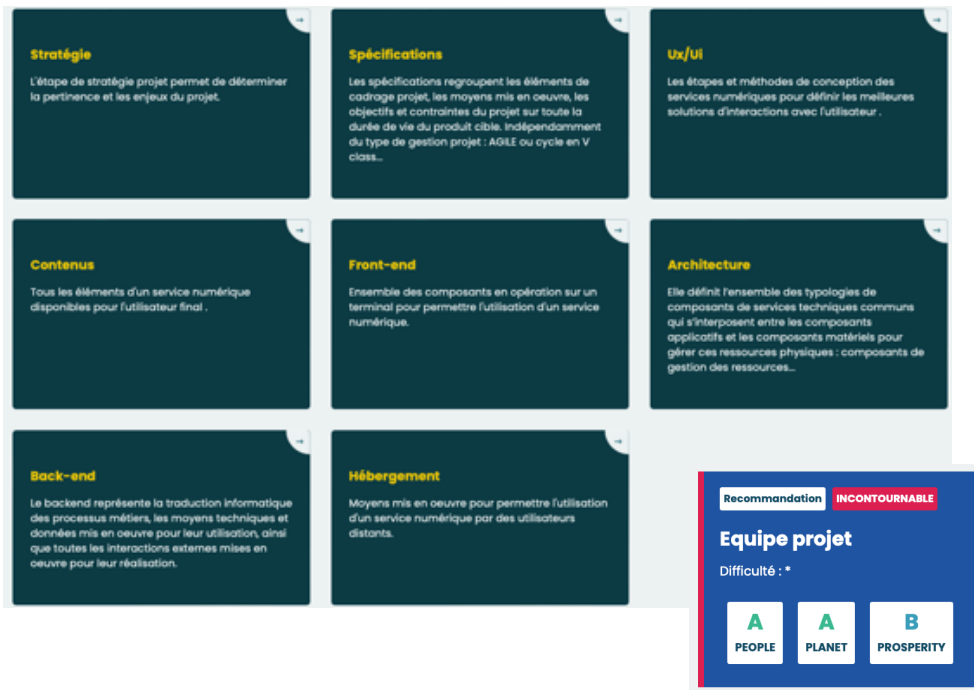 Stratégie
L'étape de stratégie projet permet de déterminer
la pertinence et les enjeux du projet.
Spécifications
Les spécifications regroupent les éléments de
cadrage projet, les moyens mis en oeuvre, les
objectifs et contraintes du projet sur toute la
durée de vie du produit cible. Indépendamment
du type de gestion projet : AGILE ou cycle en V
class...
Ux/Ui
Les étapes et méthodes de conception des
services numériques pour définir les meilleures
solutions d'interactions avec l'utilisateur .
Contenus
Tous les éléments d'un service numérique
disponibles pour l'utilisateur final .
Front-end
Ensemble des composants en opération sur un
terminal pour permettre l'utilisation d'un service
numérique.
Architecture
Elle définit l'ensemble des typologies de
composants de services techniques communs
qui s'interposent entre les composants
applicatifs et les composants matériels pour
gérer ces ressources physiques : composants de
gestion des ressources...
Back-end
Le backend représente la traduction informatique
des processus métiers, les moyens techniques et
données mis en oeuvre pour leur utilisation, ainsi
que toutes les interactions externes mises en
oeuvre pour leur réalisation.
Hébergement
Moyens mis en oeuvre pour permettre l'utilisation
d'un service numérique par des utilisateurs
distants.
Recommandation INCONTOURNABLE
Equipe projet
Difficulté : *
A A B
PEOPLE PLANET PROSPERITY